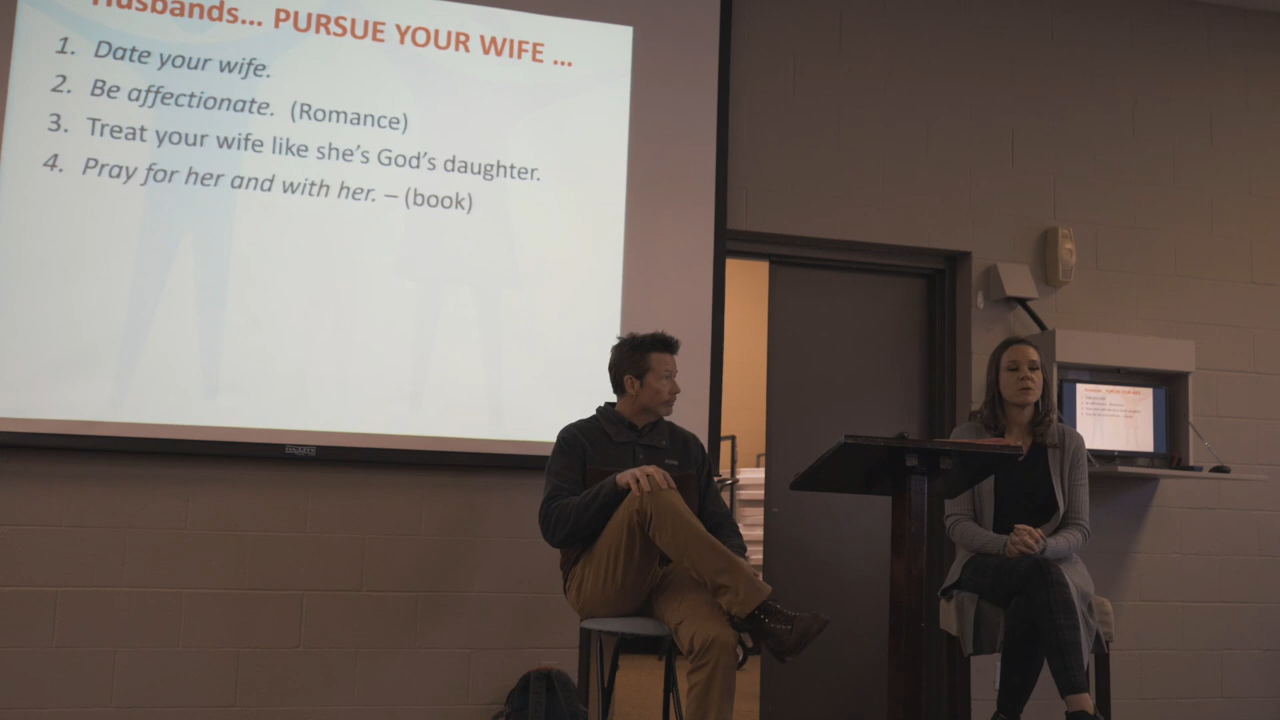 Husbands... PURSUE YOUR WIFE ...
1. Date your wife.
2. Be affectionate. (Romance)
3. Treat your wife like she's God's daughter.
4. Pray for her and with her. – (book)